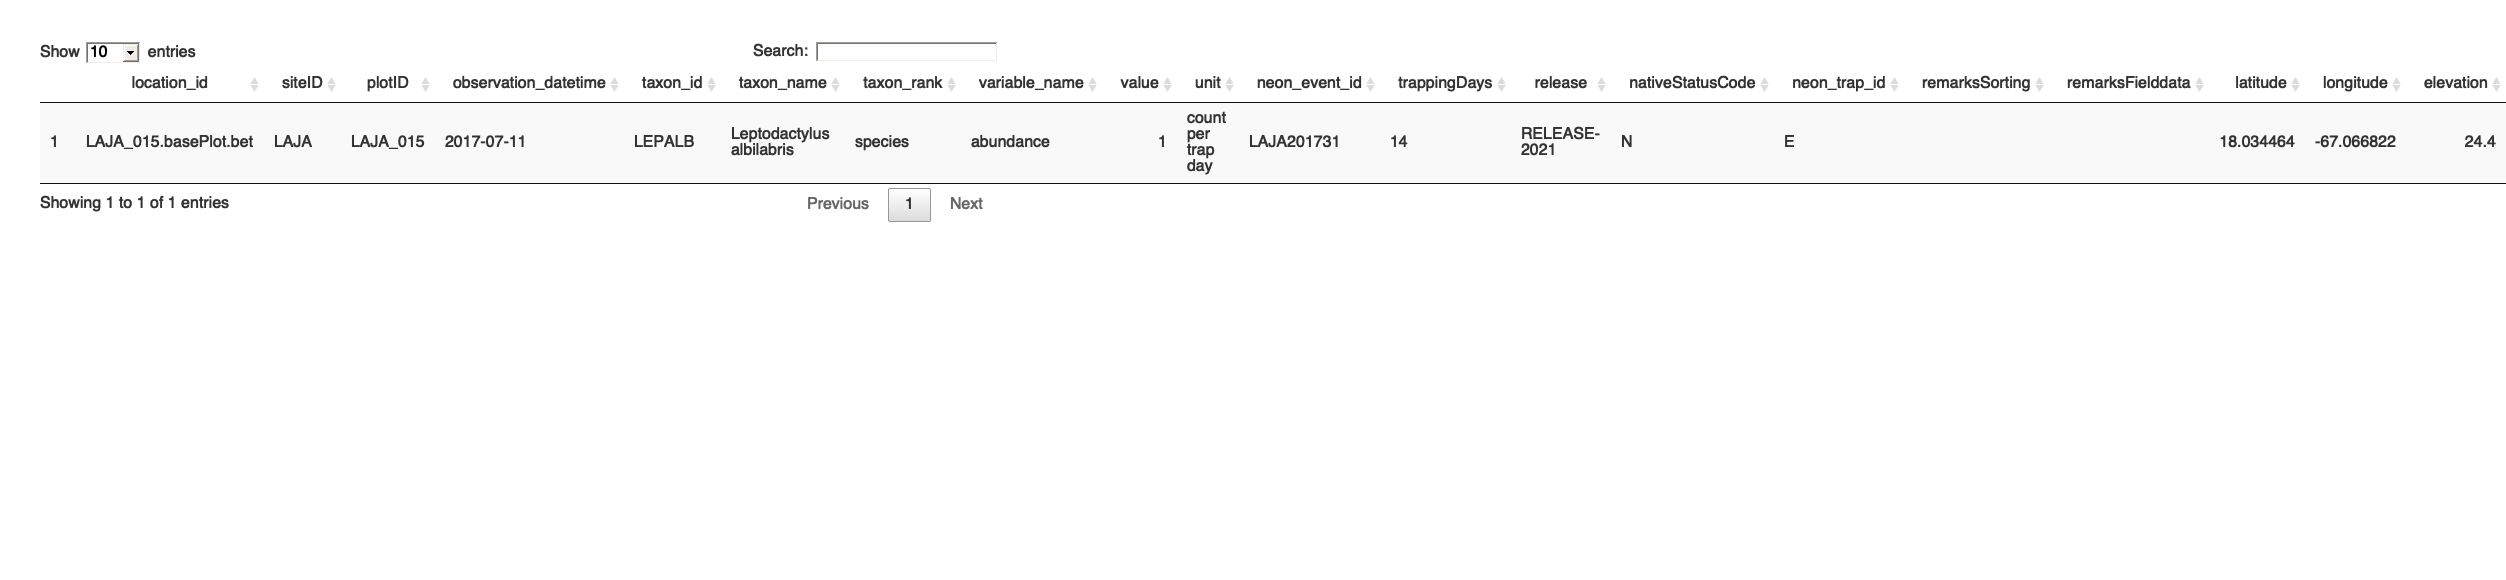 Show 10 entries Search:
location_id siteID plotID observation_datetime taxon_id taxon_name taxon_rank variable_name value unit neon_event_id trappingDays release nativeStatusCode neon_trap_id remarksSorting remarksFielddata latitude longitude elevation
1 LAJA_015.basePlot.bet LAJA LAJA_015 2017-07-11 LEPALB Leptodactylus albilabris species abundance 1 count per trap day LAJA201731 14 RELEASE-2021 N E 18.034464 -67.066822 24.4
Showing 1 to 1 of 1 entries Previous 1 Next